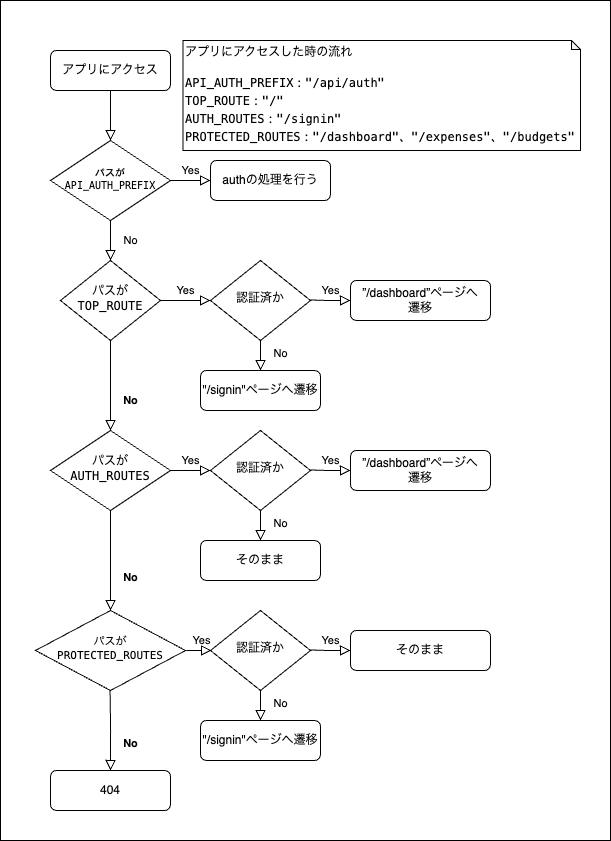 アプリにアクセスした時の流れ
API_AUTH_PREFIX："/api/auth"
TOP_ROUTE："/"
AUTH_ROUTES："/signin"
PROTECTED_ROUTES："/dashboard"、"/expenses"、"/budgets"
アプリにアクセス
パスが
API_AUTH_PREFIX
Yes
authの処理を行う
No
パスが
TOP_ROUTE
Yes
認証済か
Yes
"/dashboard"ページへ
遷移
No
"/signin"ページへ遷移
No
パスが
AUTH_ROUTES
Yes
認証済か
Yes
"/dashboard"ページへ
遷移
No
そのまま
No
パスが
PROTECTED_ROUTES
Yes
認証済か
Yes
そのまま
No
"/signin"ページへ遷移
No
404